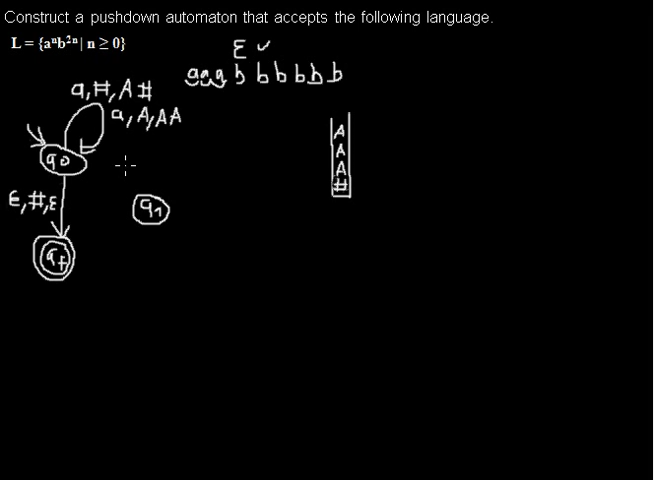 Construct a pushdown automaton that accepts the following language.
L = {aⁿb²ⁿ | n ≥ 0}
ε ✓
aaabbbbbb
a,#,A#
a,A,AA
q0
ε,#,ε
q1
qf
A
A
A
#